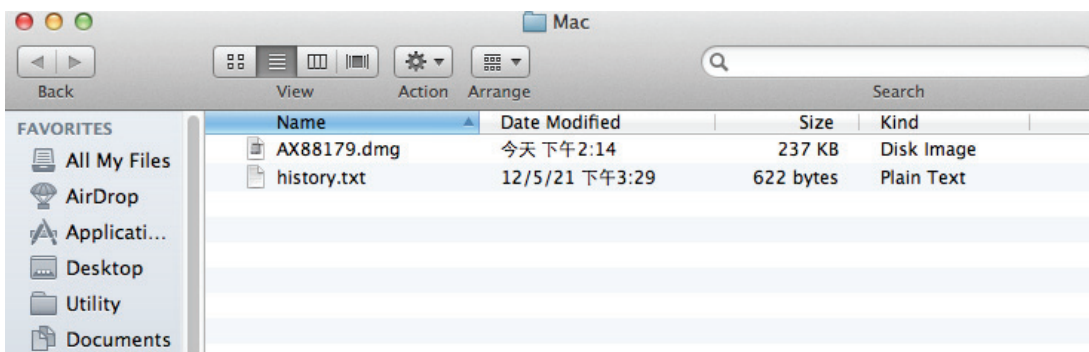 Mac
Back
View
Action
Arrange
Search
FAVORITES
All My Files
AirDrop
Applicati...
Desktop
Utility
Documents
Name Date Modified Size Kind
AX88179.dmg 今天 下午2:14 237 KB Disk Image
history.txt 12/5/21 下午3:29 622 bytes Plain Text